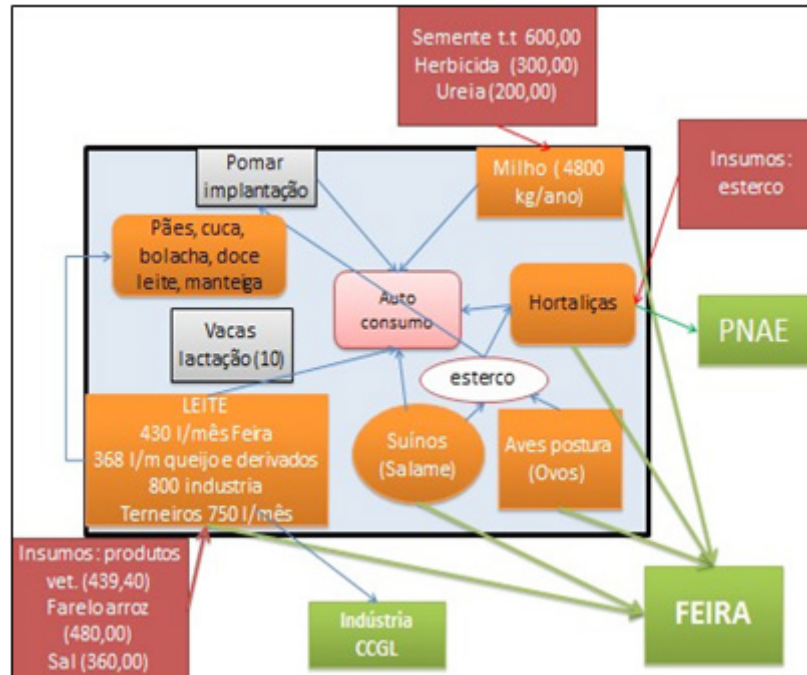 Semente t.t 600,00
Herbicida (300,00)
Ureia (200,00)
Pomar
implantação
Milho ( 4800
kg/ano)
Insumos:
esterco
Pães, cuca,
bolacha, doce
leite, manteiga
Auto
consumo
Hortaliças
PNAE
Vacas
lactação (10)
esterco
LEITE
430 l/mês Feira
368 l/m queijo e derivados
800 industria
Terneiros 750 l/mês
Suínos
(Salame)
Aves postura
(Ovos)
Insumos: produtos
vet. (439,40)
Farelo arroz
(480,00)
Sal (360,00)
Indústria
CCGL
FEIRA